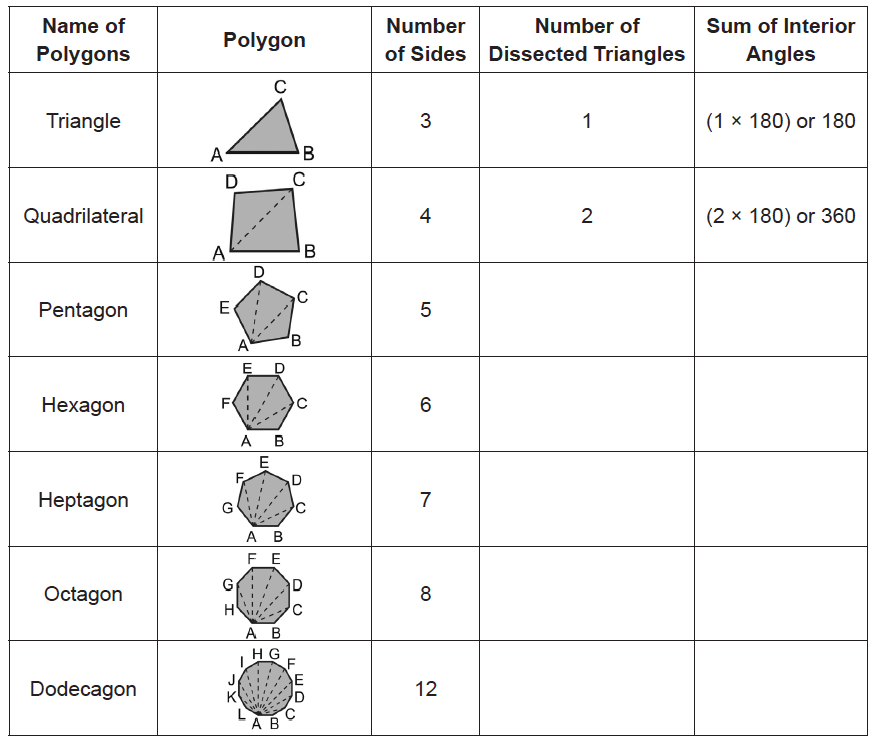 Name of
Polygons
Polygon
Number
of Sides
Number of
Dissected Triangles
Sum of Interior
Angles
Triangle
C
A
B
3
1
(1 × 180) or 180
Quadrilateral
D
C
A
B
4
2
(2 × 180) or 360
Pentagon
D
C
E
B
A
5
Hexagon
E D
F
C
A B
6
Heptagon
E
F
D
G
C
A B
7
Octagon
F E
G
D
H
C
A B
8
Dodecagon
H G
I
F
J
E
K
D
L
C
A B
12